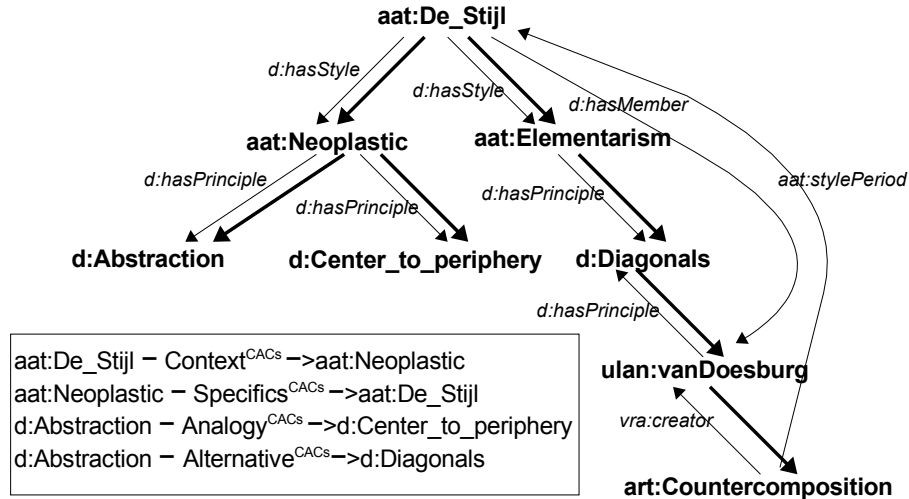 aat:De_Stijl
d:hasStyle
d:hasStyle
d:hasMember
aat:Neoplastic
aat:Elementarism
aat:stylePeriod
d:hasPrinciple
d:hasPrinciple
d:hasPrinciple
d:Abstraction
d:Center_to_periphery
d:Diagonals
d:hasPrinciple
aat:De_Stijl – Context^CACs –>aat:Neoplastic
aat:Neoplastic – Specifics^CACs –>aat:De_Stijl
d:Abstraction – Analogy^CACs –>d:Center_to_periphery
d:Abstraction – Alternative^CACs –>d:Diagonals
ulan:vanDoesburg
vra:creator
art:Countercomposition